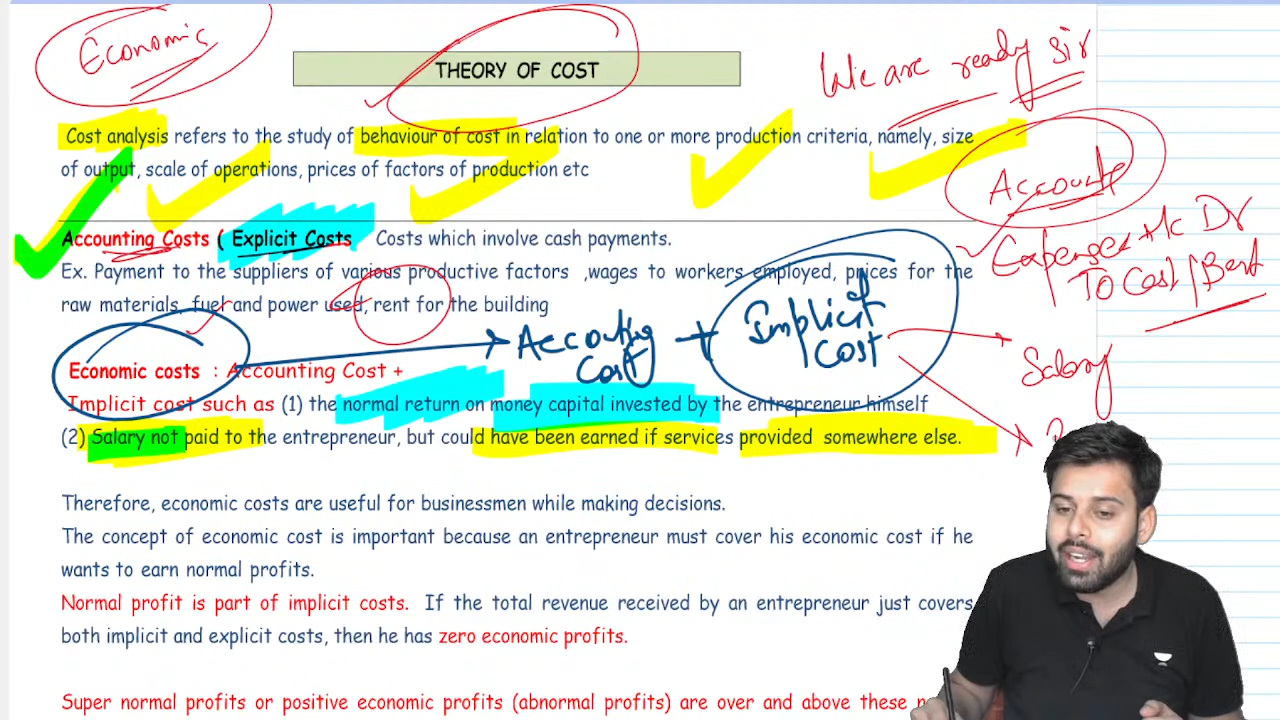 Economic
THEORY OF COST
We are ready sir
Cost analysis refers to the study of behaviour of cost in relation to one or more production criteria, namely, size
of output, scale of operations, prices of factors of production etc
Accounts
Accounting Costs ( Explicit Costs Costs which involve cash payments.
Expenses A/c Dr
To Cash/Bank
Ex. Payment to the suppliers of various productive factors ,wages to workers employed, prices for the
raw materials, fuel and power used, rent for the building
Accounting Cost + Implicit Cost
Salary
Economic costs : Accounting Cost +
Implicit cost such as (1) the normal return on money capital invested by the entrepreneur himself
(2) Salary not paid to the entrepreneur, but could have been earned if services provided somewhere else.
Therefore, economic costs are useful for businessmen while making decisions.
The concept of economic cost is important because an entrepreneur must cover his economic cost if he
wants to earn normal profits.
Normal profit is part of implicit costs. If the total revenue received by an entrepreneur just covers
both implicit and explicit costs, then he has zero economic profits.
Super normal profits or positive economic profits (abnormal profits) are over and above these